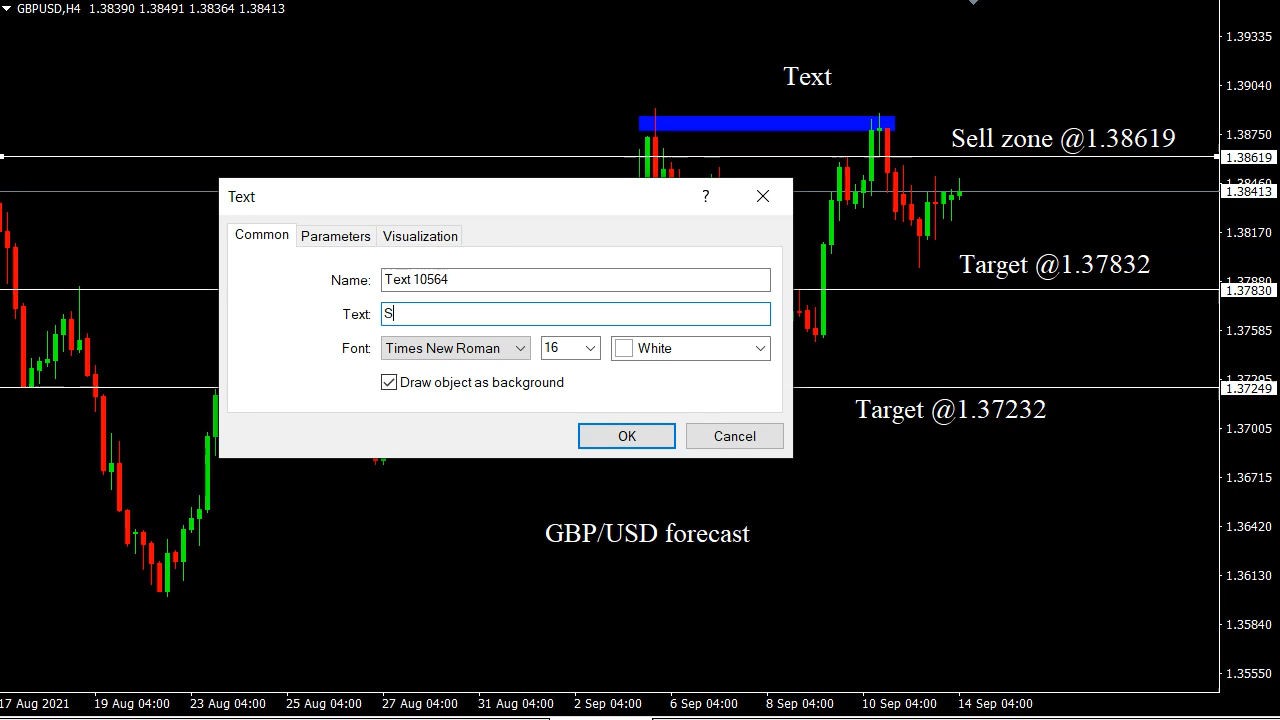 GBPUSD,H4 1.38390 1.38491 1.38364 1.38413
1.39335
Text
1.39040
Sell zone @1.38619
1.38750
1.38619
1.38460
1.38413
Text ?
Common Parameters Visualization
1.38170
Target @1.37832
Name: Text 10564
1.37880
1.37830
Text: S
1.37585
Font: Times New Roman 16 White
Draw object as background
1.37295
1.37249
Target @1.37232
OK Cancel
1.37005
1.36715
GBP/USD forecast
1.36420
1.36130
1.35840
1.35550
17 Aug 2021 19 Aug 04:00 23 Aug 04:00 25 Aug 04:00 27 Aug 04:00 31 Aug 04:00 2 Sep 04:00 6 Sep 04:00 8 Sep 04:00 10 Sep 04:00 14 Sep 04:00